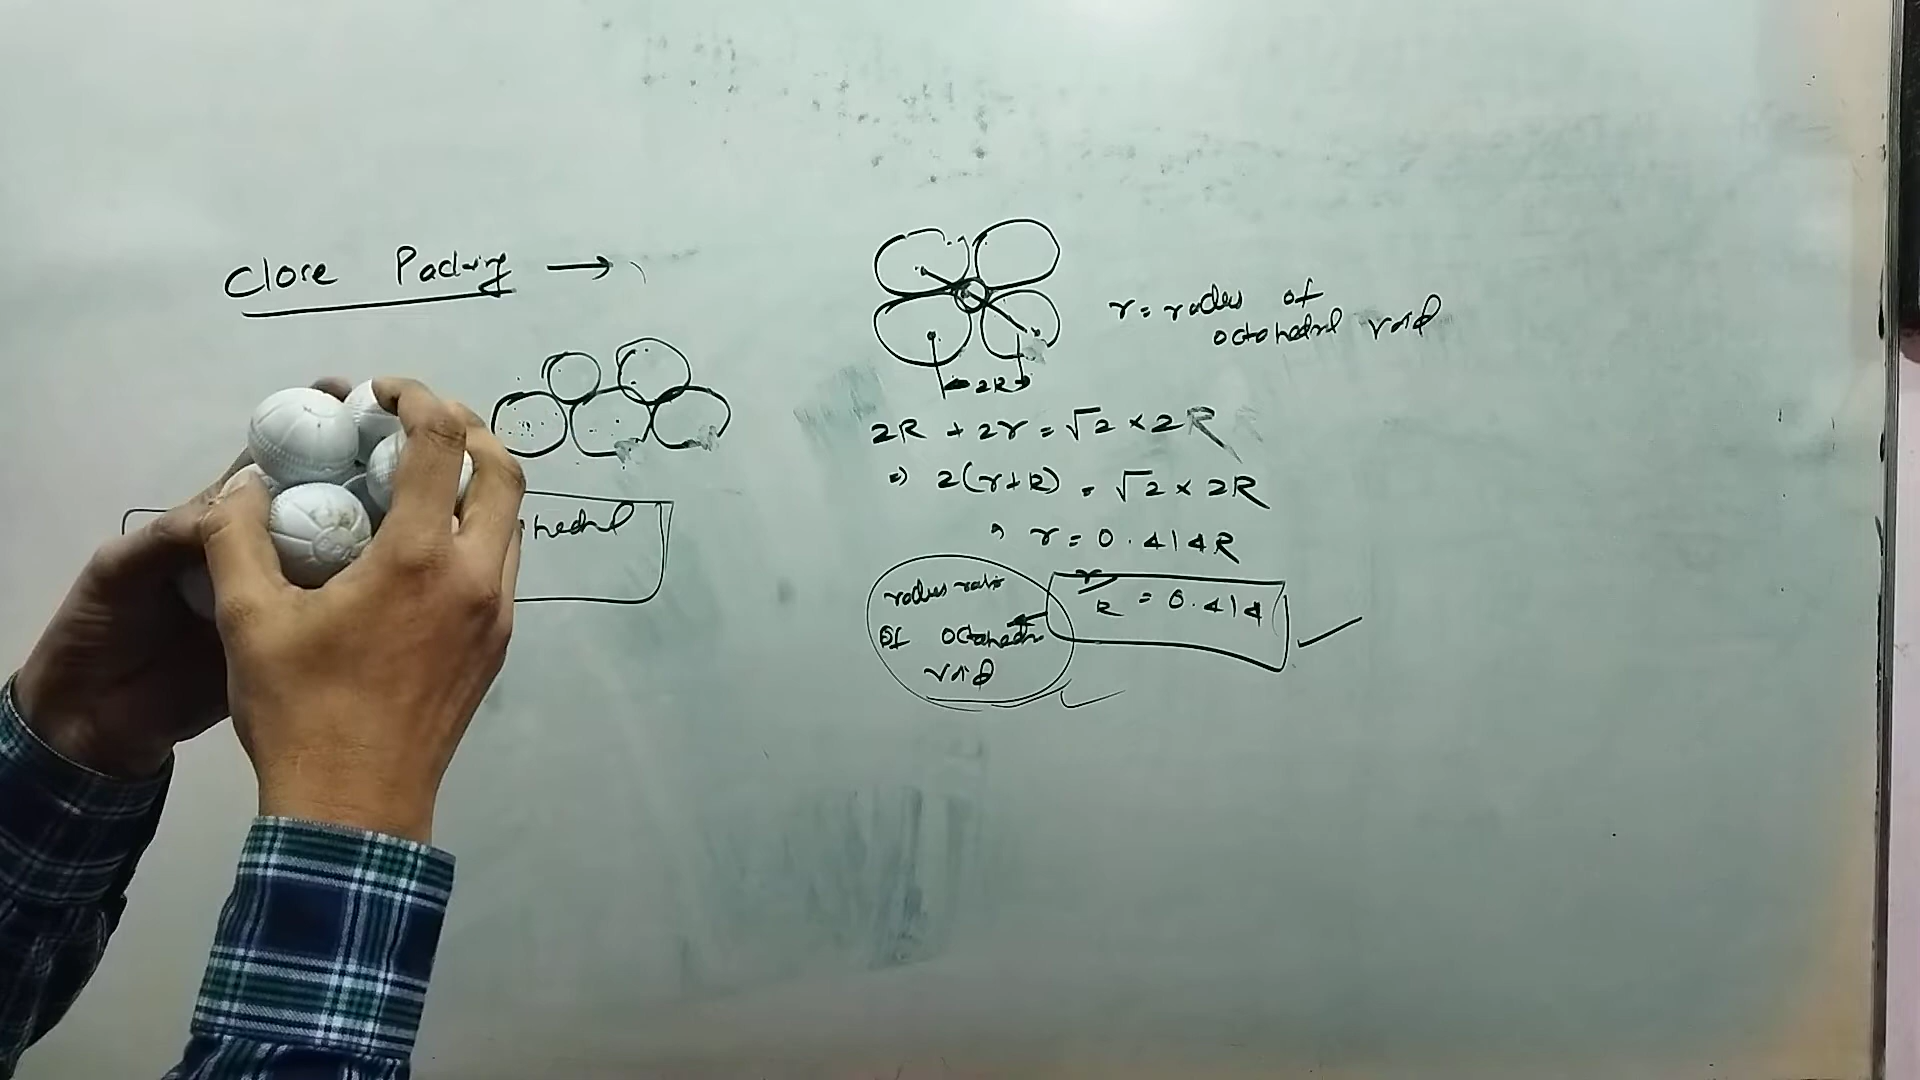 Close Packing →
hedral
r = radius of
octahedral void
2R
2R + 2r = √2 × 2R
⇒ 2(r+R) = √2 × 2R
⇒ r = 0.414R
r/R = 0.414
radius ratio
of octahedral
void